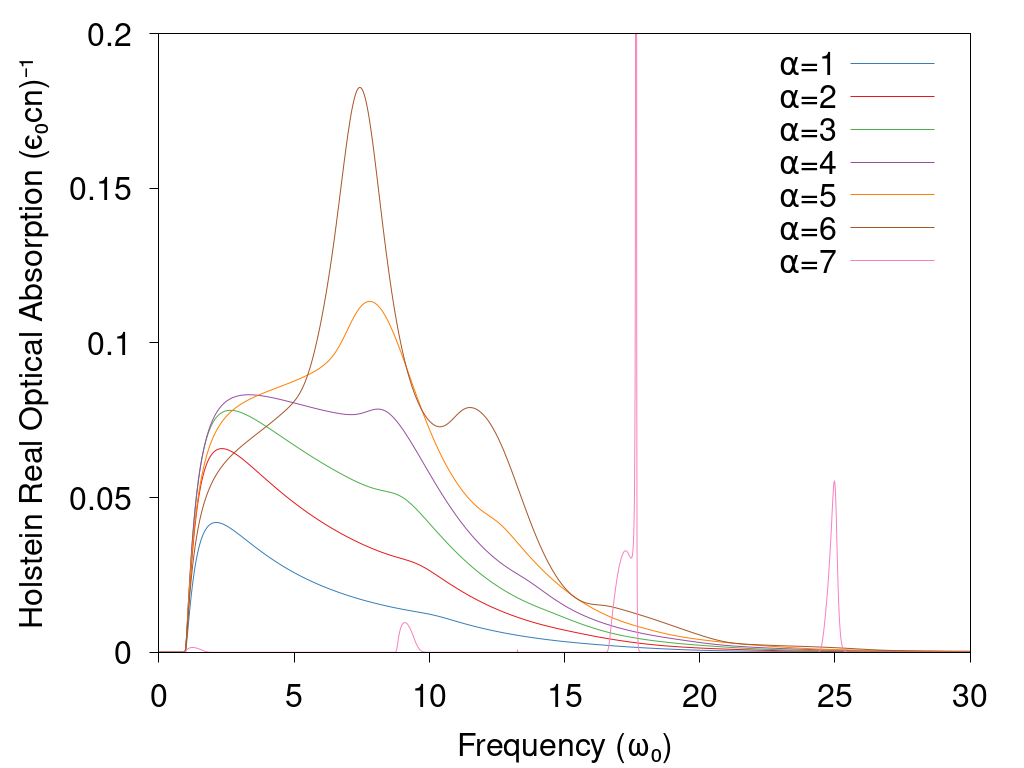 Holstein Real Optical Absorption (ϵ₀cn)⁻¹
0.2
0.15
0.1
0.05
0
α=1
α=2
α=3
α=4
α=5
α=6
α=7
0 5 10 15 20 25 30
Frequency (ω₀)